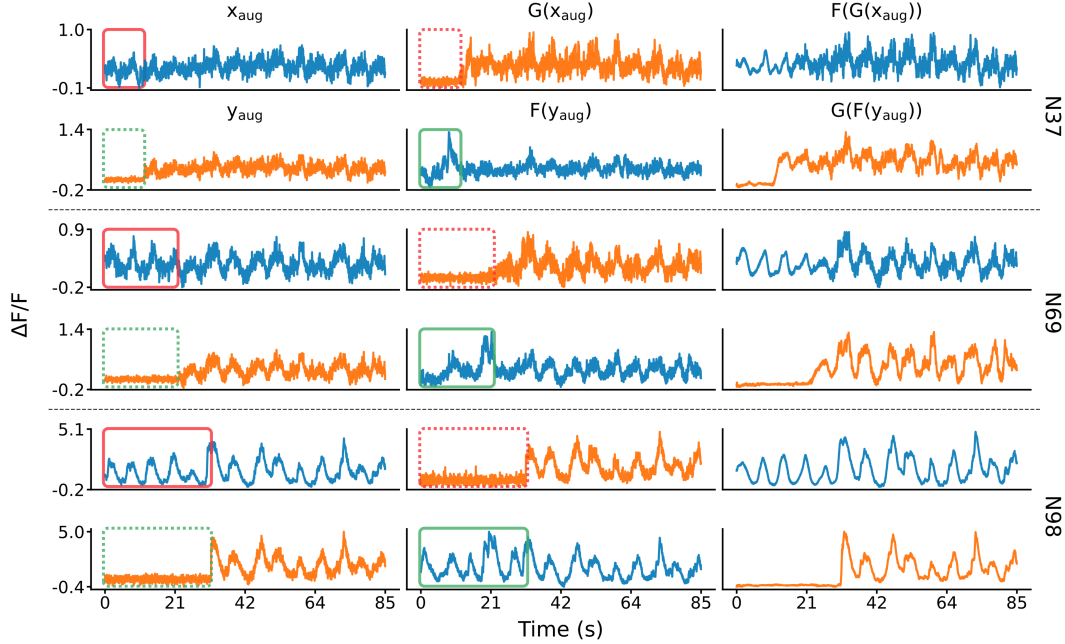 x_aug G(x_aug) F(G(x_aug))
1.0
-0.1
N37
y_aug F(y_aug) G(F(y_aug))
1.4
-0.2
0.9
-0.2
N69
ΔF/F
1.4
-0.2
5.1
-0.2
N98
5.0
-0.4
0 21 42 64 85 0 21 42 64 85 0 21 42 64 85
Time (s)